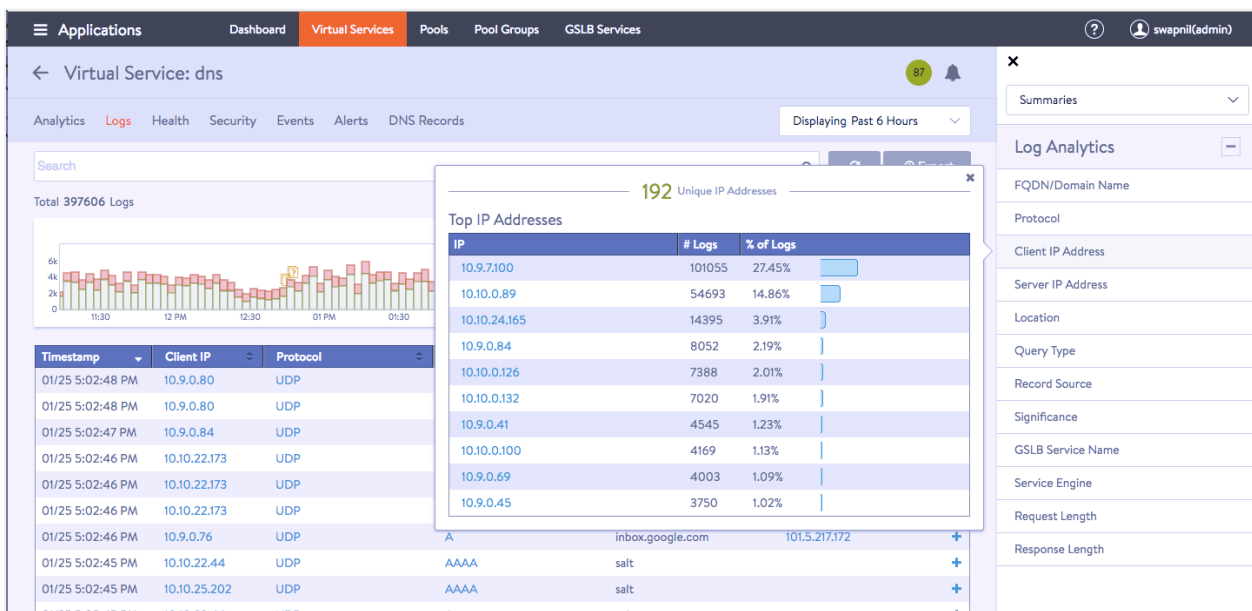 Applications Dashboard Virtual Services Pools Pool Groups GSLB Services ? swapnil(admin)
Virtual Service: dns 87
Analytics Logs Health Security Events Alerts DNS Records Displaying Past 6 Hours
Search
Total 397606 Logs
6k
4k
2k
0
11:30 12 PM 12:30 01 PM 01:30
Timestamp Client IP Protocol
01/25 5:02:48 PM 10.9.0.80 UDP
01/25 5:02:48 PM 10.9.0.80 UDP
01/25 5:02:47 PM 10.9.0.84 UDP
01/25 5:02:46 PM 10.10.22.173 UDP
01/25 5:02:46 PM 10.10.22.173 UDP
01/25 5:02:46 PM 10.10.22.173 UDP
01/25 5:02:46 PM 10.9.0.76 UDP A inbox.google.com 101.5.217.172 +
01/25 5:02:45 PM 10.10.22.44 UDP AAAA salt +
01/25 5:02:45 PM 10.10.25.202 UDP AAAA salt +
192 Unique IP Addresses
Top IP Addresses
IP # Logs % of Logs
10.9.7.100 101055 27.45%
10.10.0.89 54693 14.86%
10.10.24.165 14395 3.91%
10.9.0.84 8052 2.19%
10.10.0.126 7388 2.01%
10.10.0.132 7020 1.91%
10.9.0.41 4545 1.23%
10.10.0.100 4169 1.13%
10.9.0.69 4003 1.09%
10.9.0.45 3750 1.02%
Summaries
Log Analytics
FQDN/Domain Name
Protocol
Client IP Address
Server IP Address
Location
Query Type
Record Source
Significance
GSLB Service Name
Service Engine
Request Length
Response Length